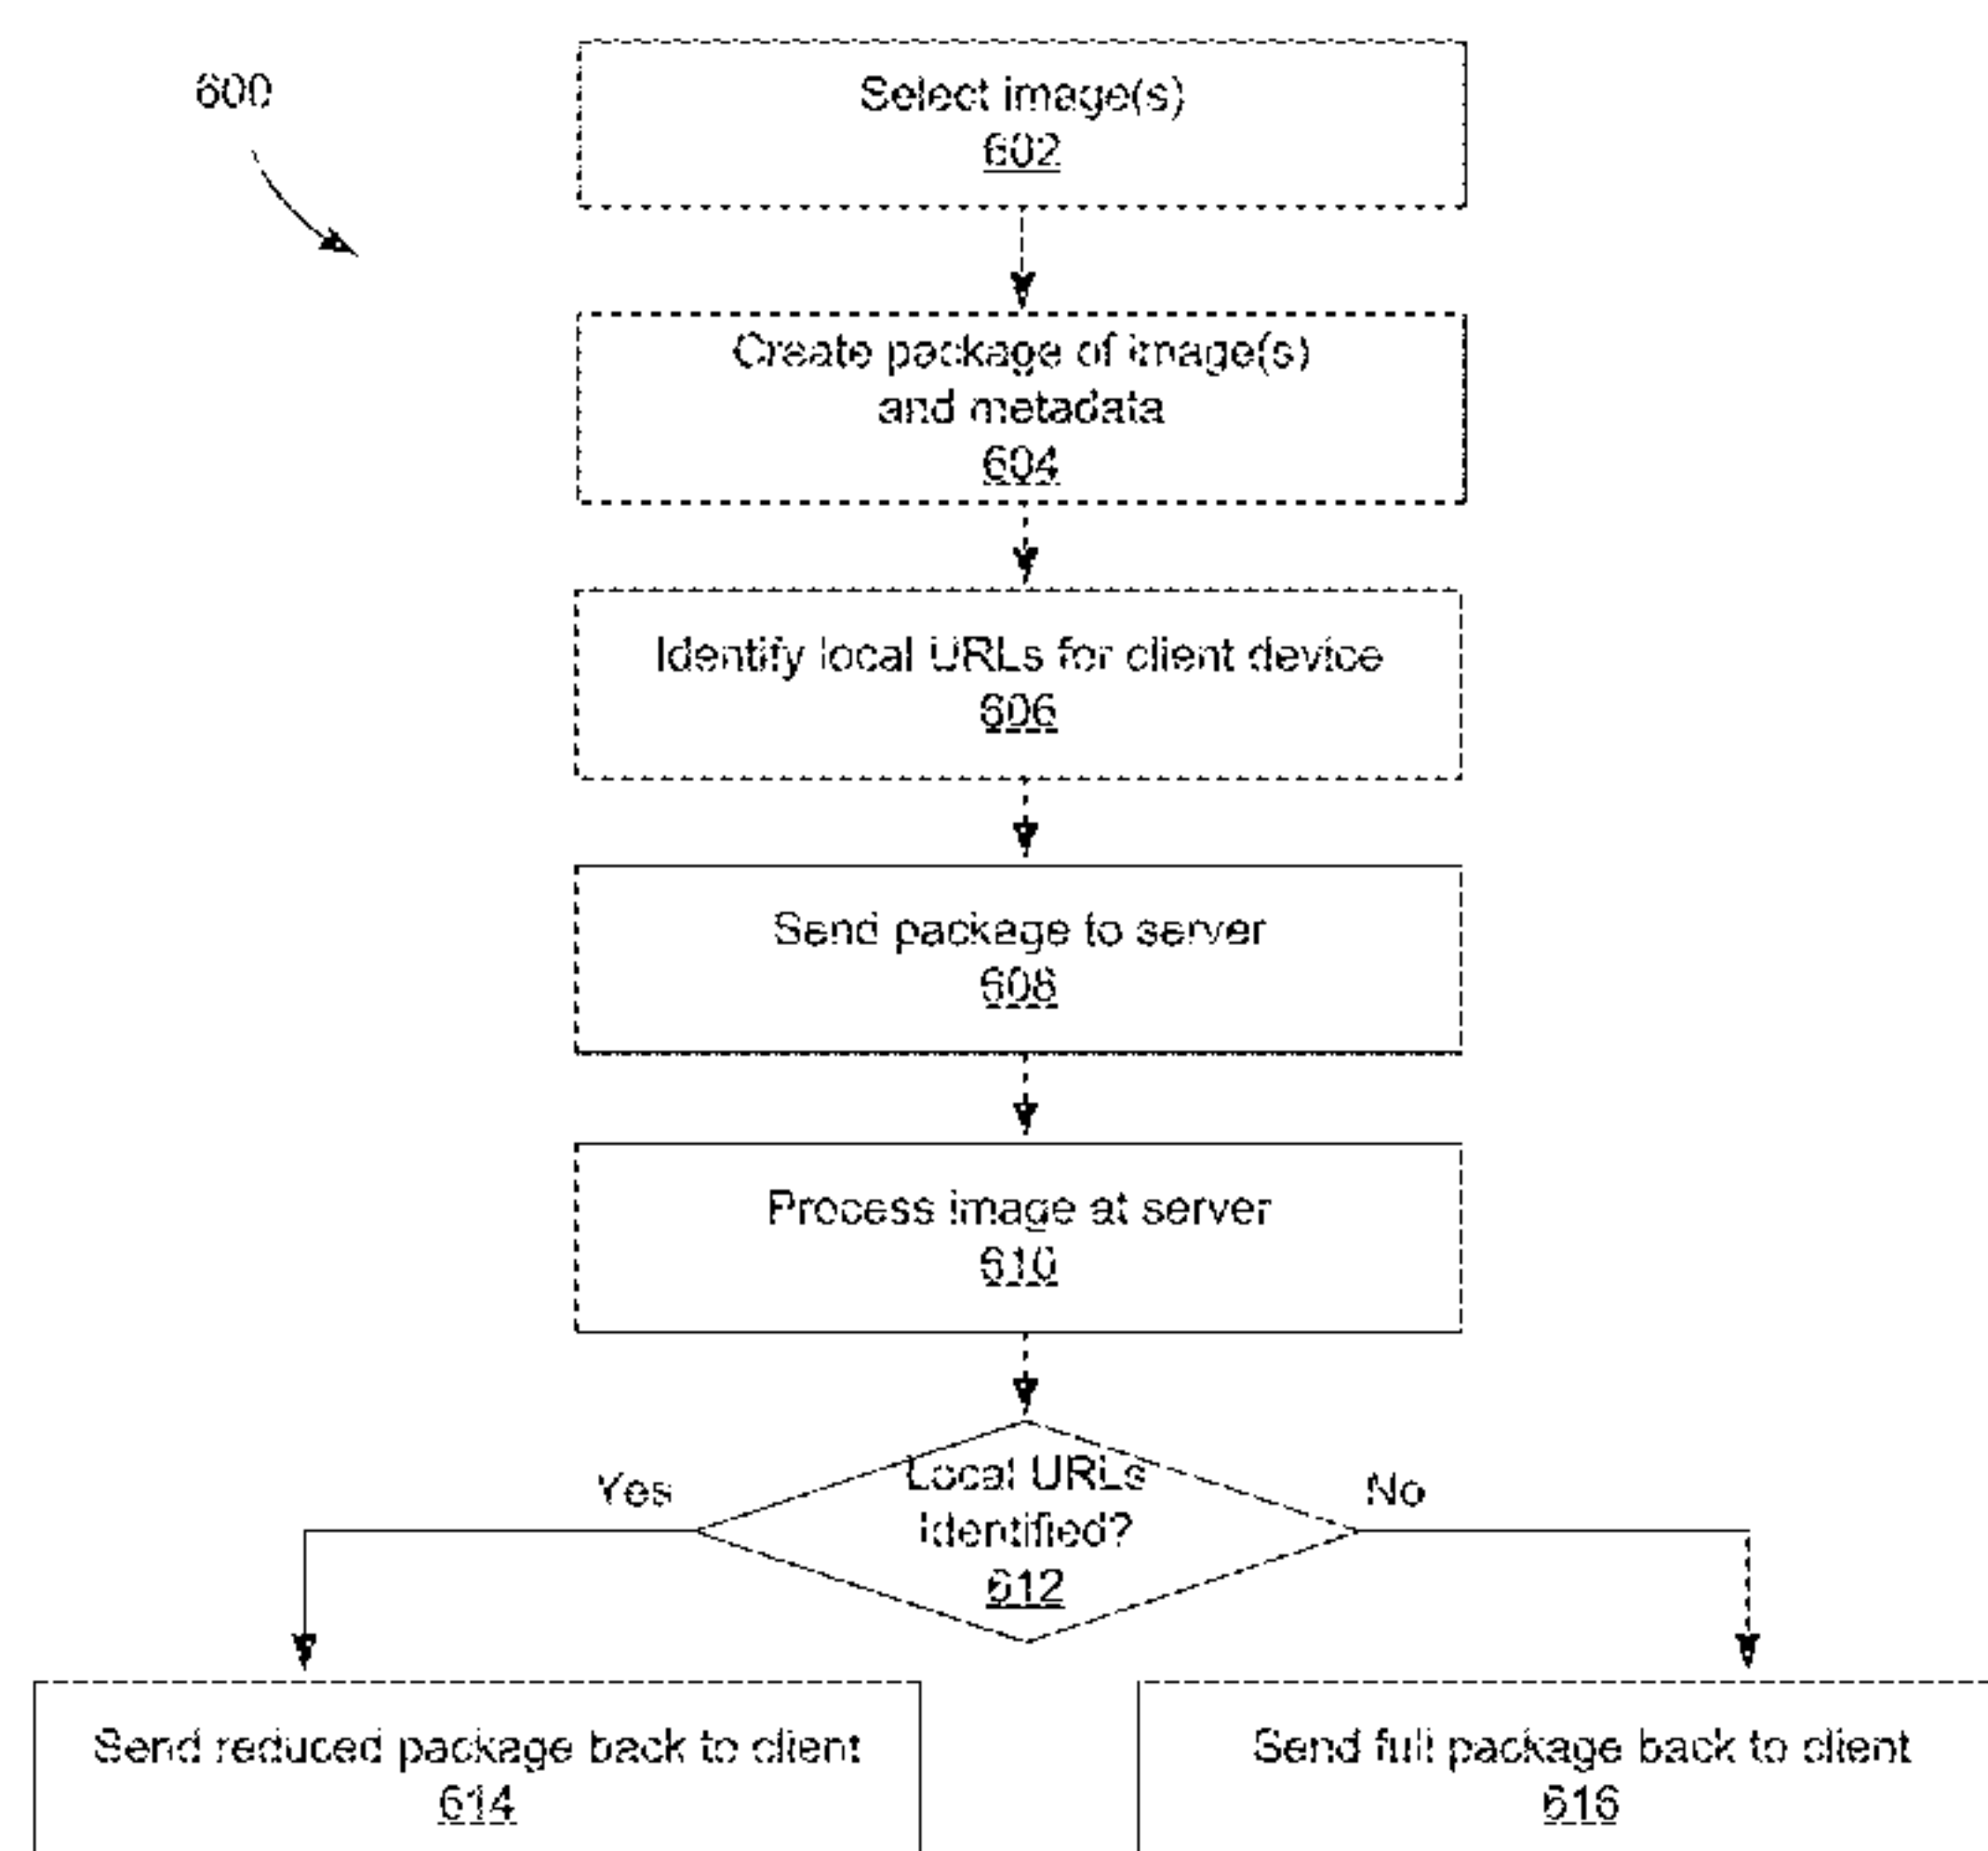 600
Select image(s)
602
Create package of image(s)
and metadata
604
Identify local URLs for client device
606
Send package to server
608
Process image at server
610
Local URLs
identified?
612
Yes
No
Send reduced package back to client
614
Send full package back to client
616